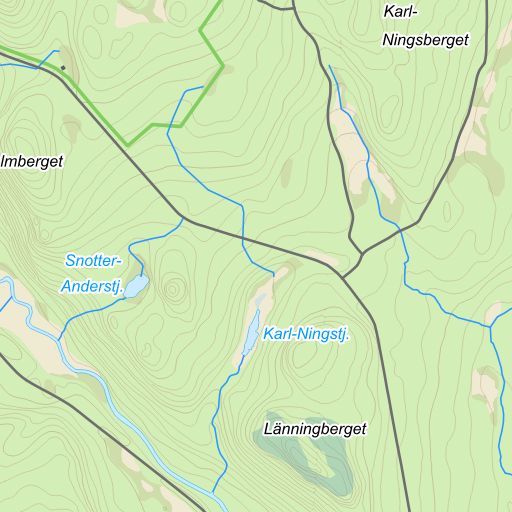 Karl-
Ningsberget
lmberget
Snotter-
Anderstj.
Karl-Ningstj.
Länningberget